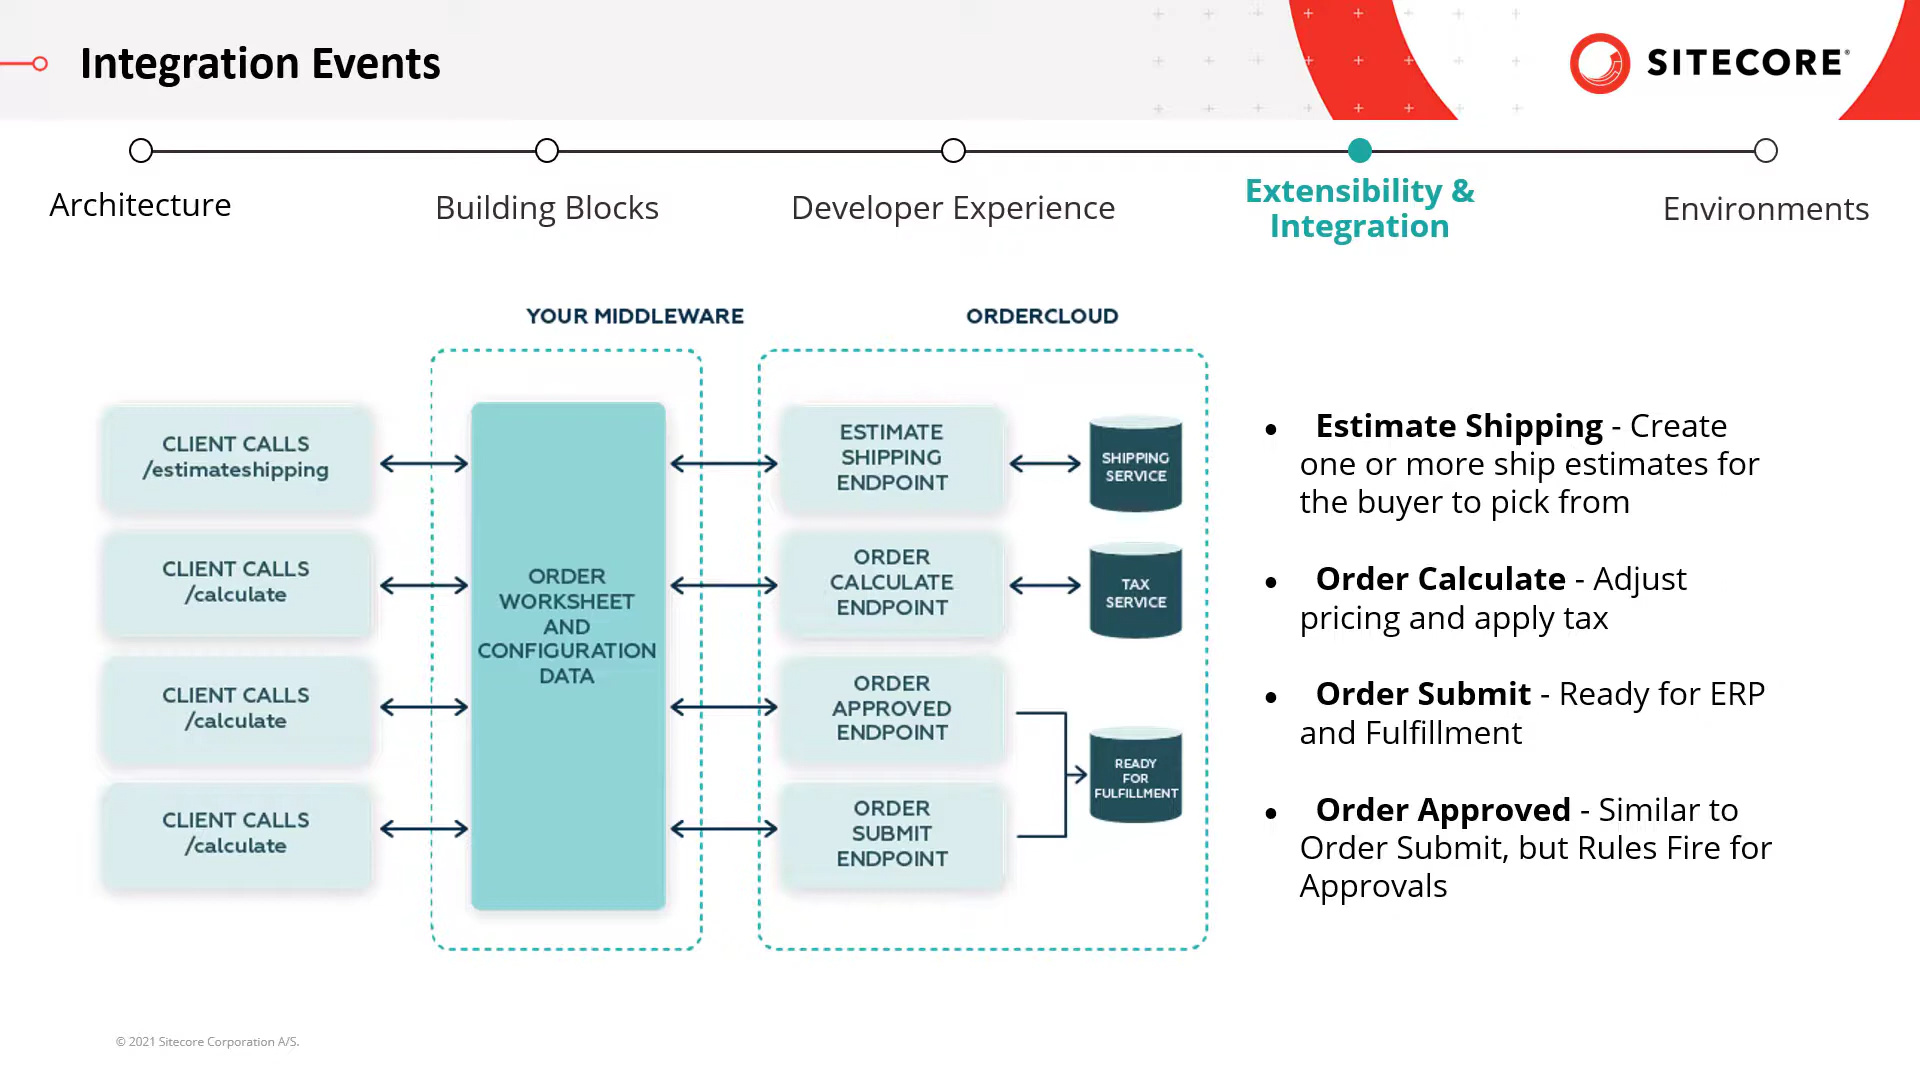 Integration Events
SITECORE®
Architecture
Building Blocks
Developer Experience
Extensibility &
Integration
Environments
YOUR MIDDLEWARE
ORDERCLOUD
CLIENT CALLS
/estimateshipping
CLIENT CALLS
/calculate
CLIENT CALLS
/calculate
CLIENT CALLS
/calculate
ORDER
WORKSHEET
AND
CONFIGURATION
DATA
ESTIMATE
SHIPPING
ENDPOINT
ORDER
CALCULATE
ENDPOINT
ORDER
APPROVED
ENDPOINT
ORDER
SUBMIT
ENDPOINT
SHIPPING
SERVICE
TAX
SERVICE
READY
FOR
FULFILLMENT
• Estimate Shipping - Create
one or more ship estimates for
the buyer to pick from
• Order Calculate - Adjust
pricing and apply tax
• Order Submit - Ready for ERP
and Fulfillment
• Order Approved - Similar to
Order Submit, but Rules Fire for
Approvals
© 2021 Sitecore Corporation A/S.